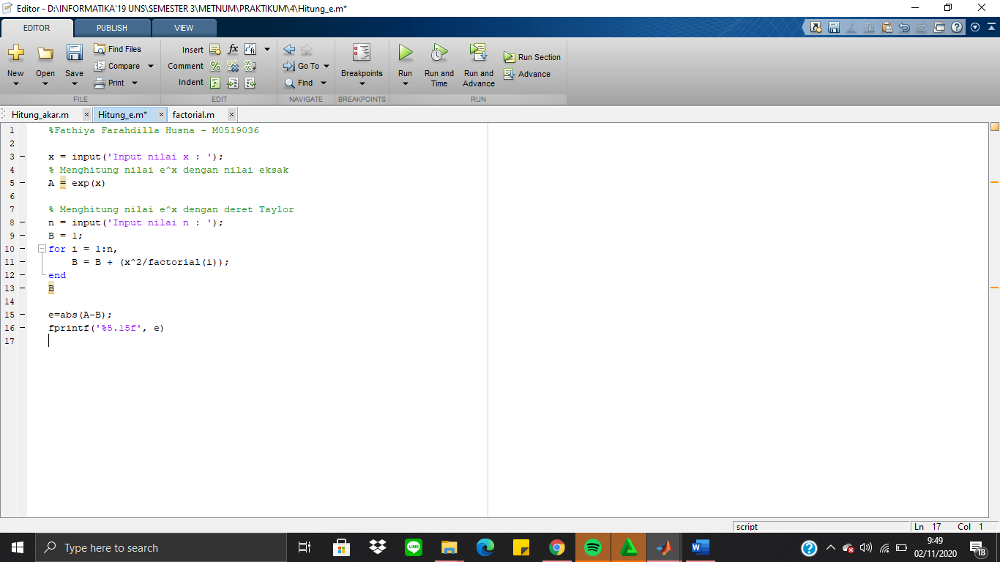 Editor - D:\INFORMATIKA'19 UNS\SEMESTER 3\METNUM\PRAKTIKUM\4\Hitung_e.m*
EDITOR PUBLISH VIEW
New Open Save Find Files Compare Print
Insert fx Comment Indent
Go To Find
Breakpoints
Run Run and Time Run and Advance Run Section Advance
FILE EDIT NAVIGATE BREAKPOINTS RUN
Hitung_akar.m × Hitung_e.m* × factorial.m ×
1 %Fathiya Farahdilla Husna - M0519036
2
3 – x = input('Input nilai x : ');
4 % Menghitung nilai e^x dengan nilai eksak
5 – A = exp(x)
6
7 % Menghitung nilai e^x dengan deret Taylor
8 – n = input('Input nilai n : ');
9 – B = 1;
10 – for i = 1:n,
11 – B = B + (x^2/factorial(i));
12 – end
13 – B
14
15 – e=abs(A-B);
16 – fprintf('%5.15f', e)
17
script Ln 17 Col 1
Type here to search
LINE
9:49
02/11/2020
18